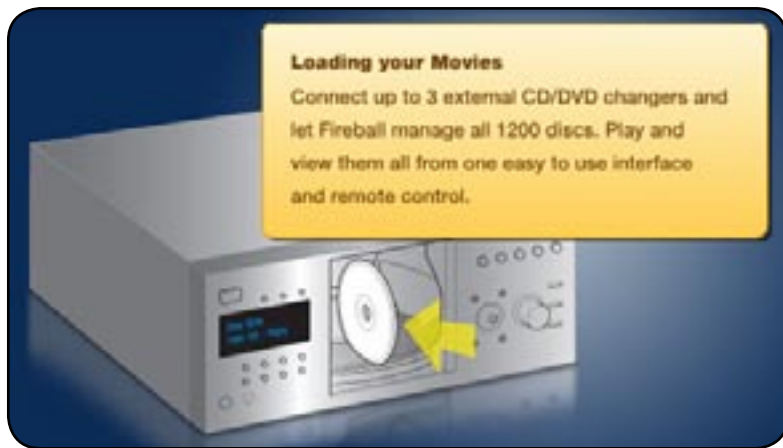 Loading your Movies
Connect up to 3 external CD/DVD changers and
let Fireball manage all 1200 discs. Play and
view them all from one easy to use interface
and remote control.